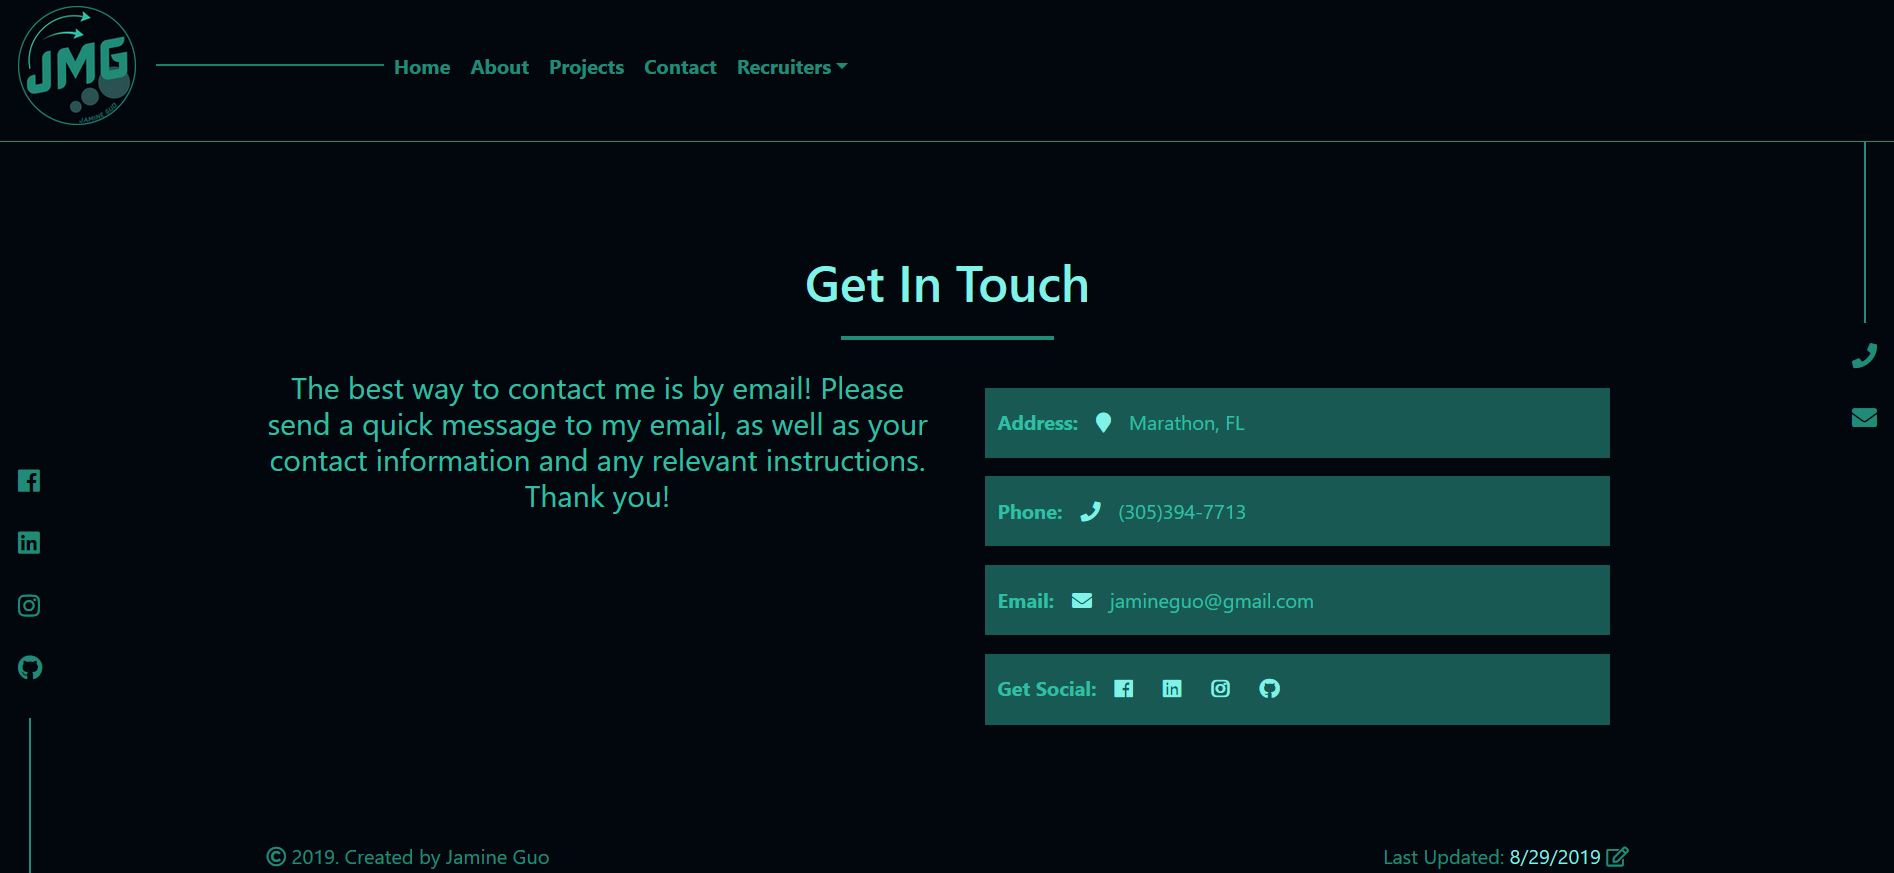 JMG
JAMINE GUO
Home About Projects Contact Recruiters
Get In Touch
The best way to contact me is by email! Please
send a quick message to my email, as well as your
contact information and any relevant instructions.
Thank you!
Address: Marathon, FL
Phone: (305)394-7713
Email: jamineguo@gmail.com
Get Social:
© 2019. Created by Jamine Guo
Last Updated: 8/29/2019